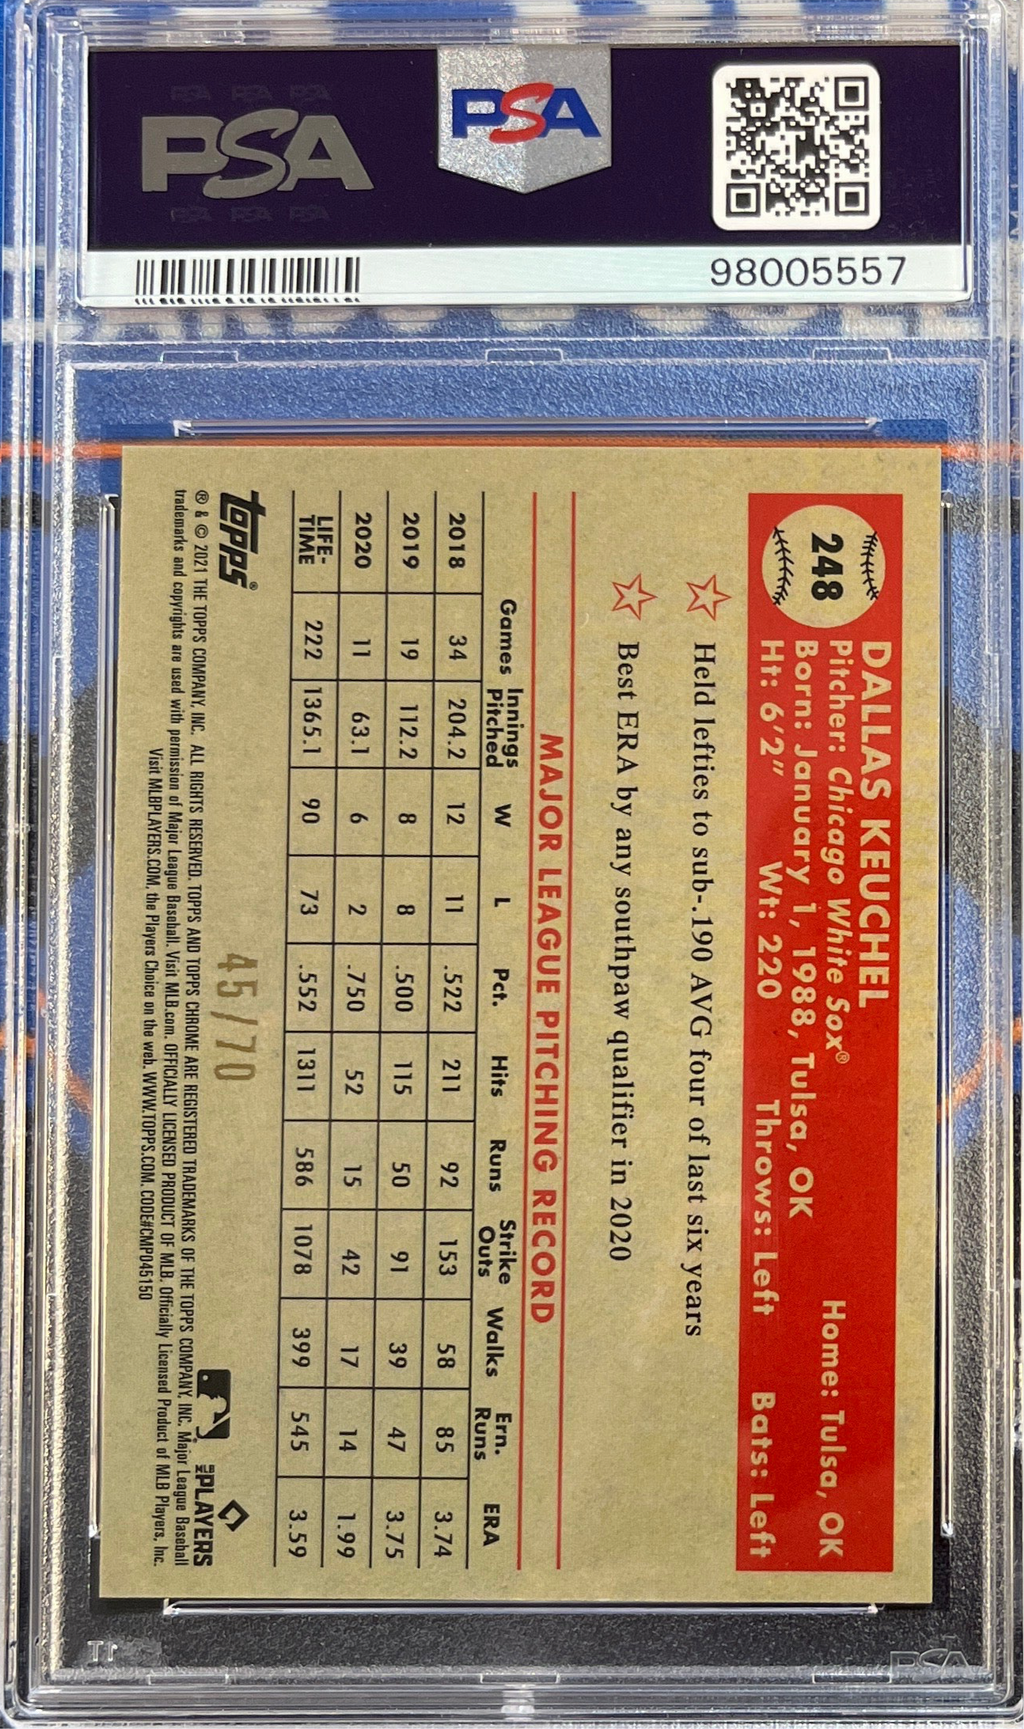 PSA PSA PSA
PSA
PSA PSA PSA
PSA
98005557
248
DALLAS KEUCHEL
Pitcher: Chicago White Sox® Home: Tulsa, OK
Born: January 1, 1988, Tulsa, OK
Ht: 6'2" Wt: 220 Throws: Left Bats: Left
Held lefties to sub-.190 AVG four of last six years
Best ERA by any southpaw qualifier in 2020
MAJOR LEAGUE PITCHING RECORD
Games Innings Pitched W L Pct. Hits Runs Strike Outs Walks Ern. Runs ERA
2018 34 204.2 12 11 .522 211 92 153 58 85 3.74
2019 19 112.2 8 8 .500 115 50 91 39 47 3.75
2020 11 63.1 6 2 .750 52 15 42 17 14 1.99
LIFE-TIME 222 1365.1 90 73 .552 1311 586 1078 399 545 3.59
topps®
45/70
MLB PLAYERS
® & © 2021 THE TOPPS COMPANY, INC. ALL RIGHTS RESERVED. TOPPS AND TOPPS CHROME ARE REGISTERED TRADEMARKS OF THE TOPPS COMPANY, INC. Major League Baseball
trademarks and copyrights are used with permission of Major League Baseball. Visit MLB.com. OFFICIALLY LICENSED PRODUCT OF MLB. Officially Licensed Product of MLB Players, Inc.
Visit MLBPLAYERS.COM, the Players Choice on the web. WWW.TOPPS.COM. CODE#CMP045150
PSA